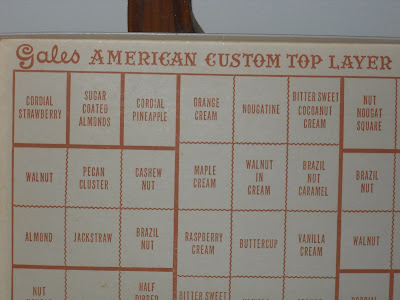 Gales AMERICAN CUSTOM TOP LAYER
CORDIAL
STRAWBERRY
SUGAR
COATED
ALMONDS
CORDIAL
PINEAPPLE
ORANGE
CREAM
NOUGATINE
BITTER SWEET
COCOANUT
CREAM
NUT
NOUGAT
SQUARE
WALNUT
PECAN
CLUSTER
CASHEW
NUT
MAPLE
CREAM
WALNUT
IN
CREAM
BRAZIL
NUT
CARAMEL
BRAZIL
NUT
ALMOND
JACKSTRAW
BRAZIL
NUT
RASPBERRY
CREAM
BUTTERCUP
VANILLA
CREAM
WALNUT
NUT
HALF
DIPPED
BITTER SWEET
CORDIAL